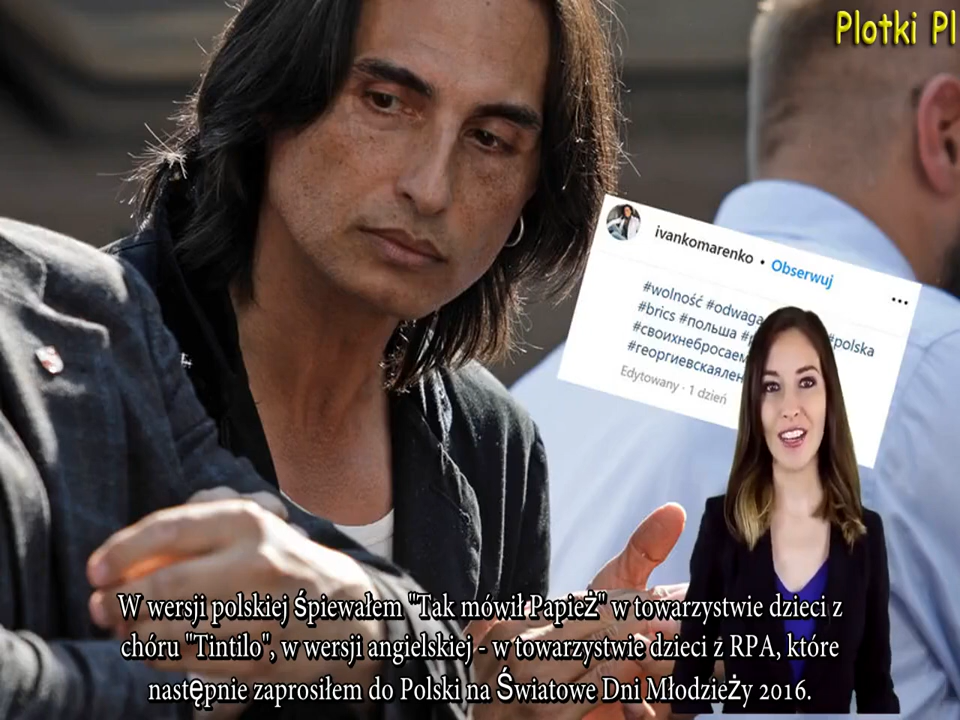 Plotki Pl
ivankomarenko • Obserwuj
#wolność #odwaga #polska
#brics #польша
#своихнебросаем
#георгиевскаялен
Edytowany · 1 dzień
W wersji polskiej śpiewałem "Tak mówił Papież" w towarzystwie dzieci z
chóru "Tintilo", w wersji angielskiej - w towarzystwie dzieci z RPA, które
następnie zaprosiłem do Polski na Światowe Dni Młodzieży 2016.